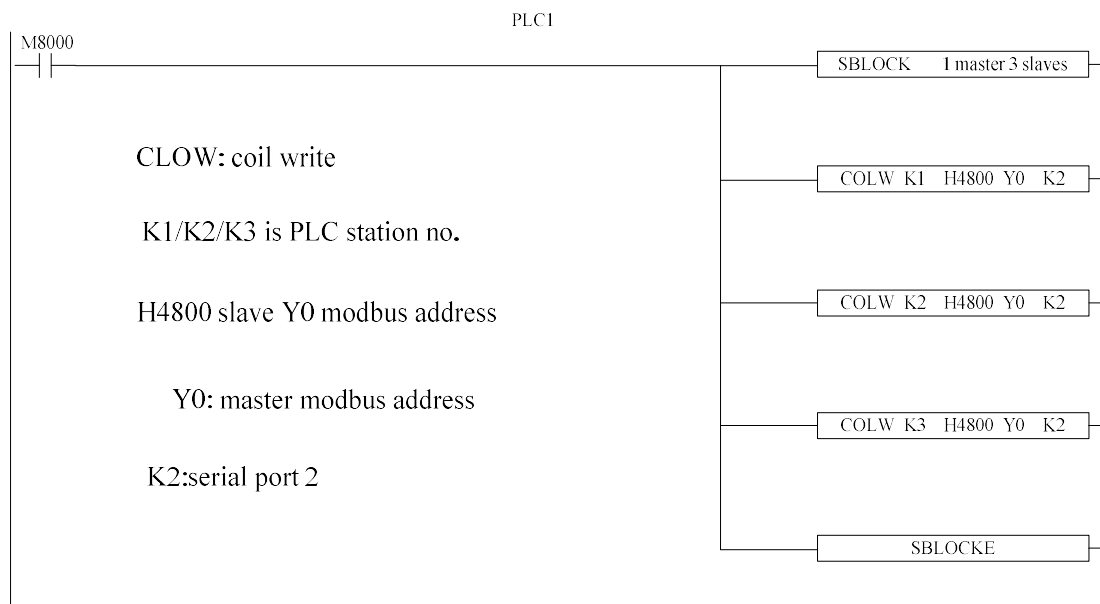 PLC1
M8000
SBLOCK 1 master 3 slaves
CLOW: coil write
COLW K1 H4800 Y0 K2
K1/K2/K3 is PLC station no.
H4800 slave Y0 modbus address
COLW K2 H4800 Y0 K2
Y0: master modbus address
COLW K3 H4800 Y0 K2
K2:serial port 2
SBLOCKE